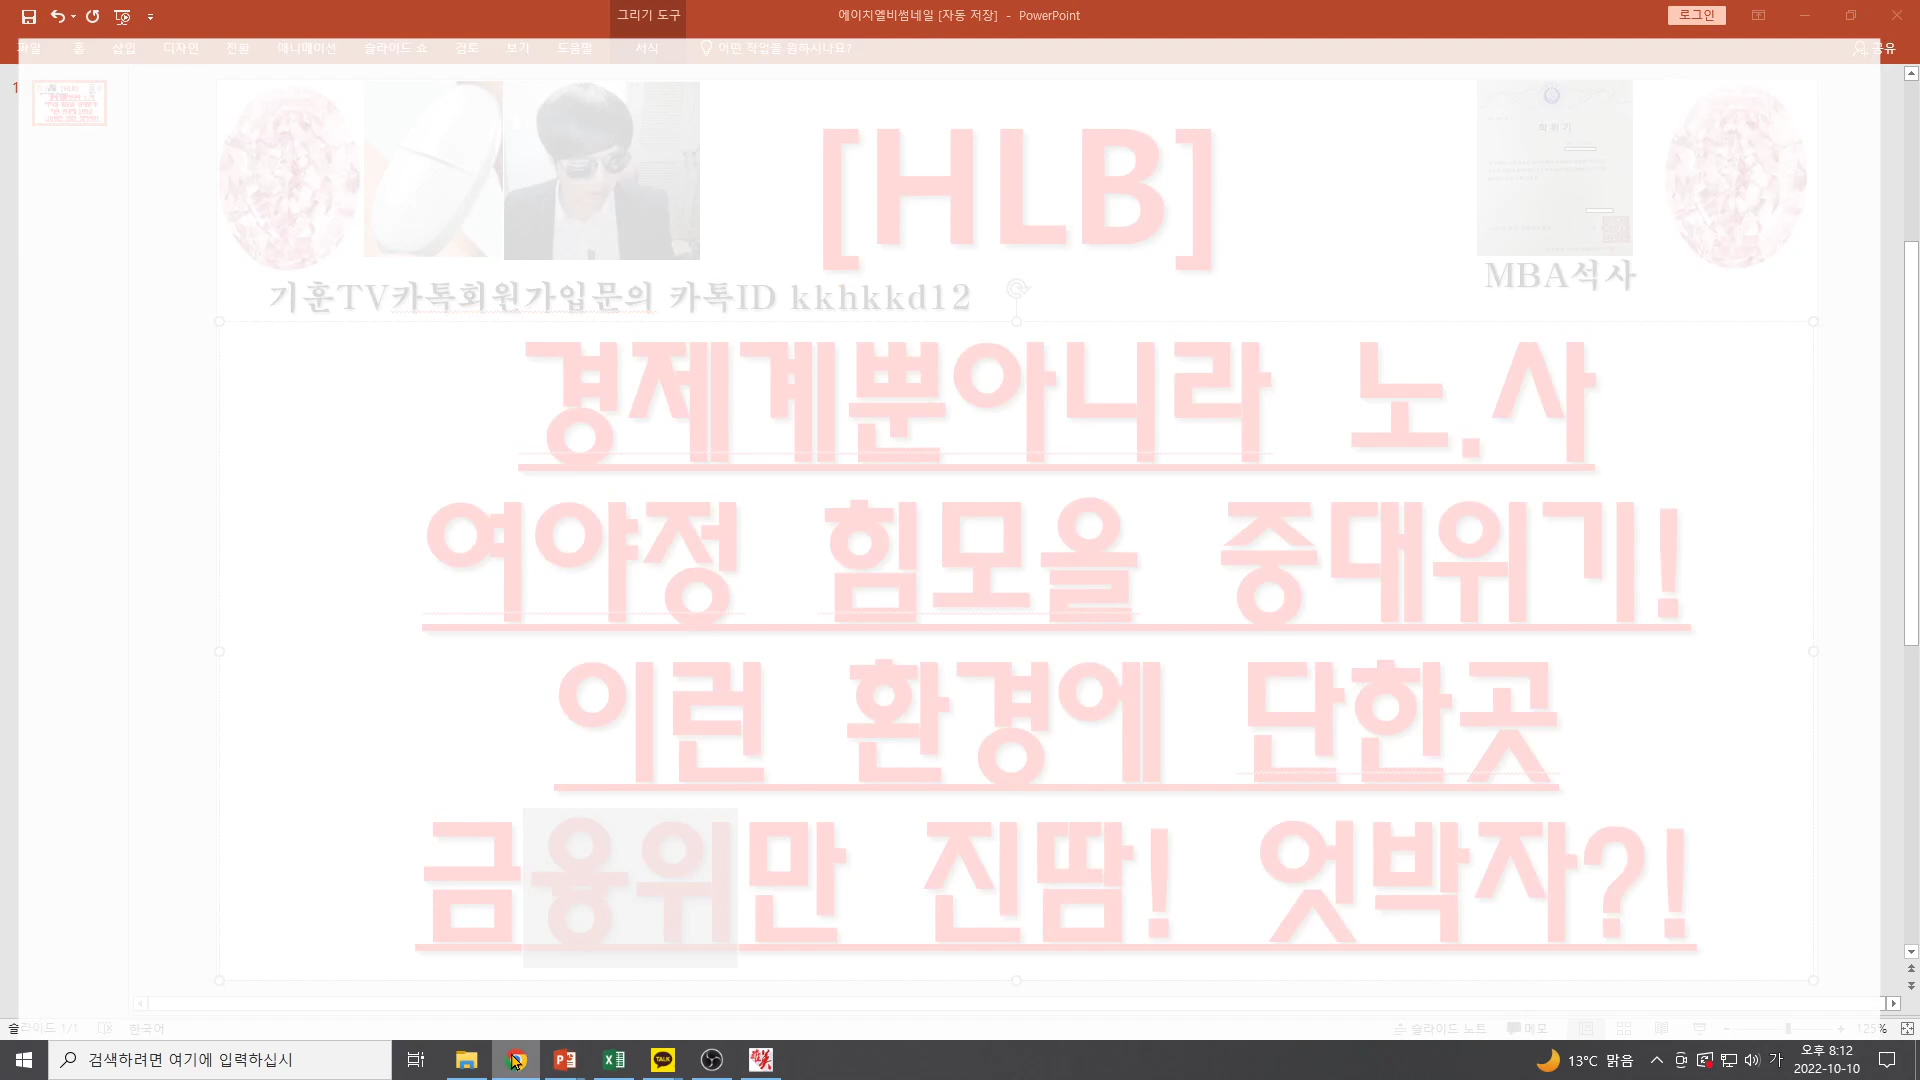 그리기 도구
에이치엘비썸네일 [자동 저장] - PowerPoint
로그인
파일 홈 삽입 디자인 전환 애니메이션 슬라이드 쇼 검토 보기 도움말 서식 어떤 작업을 원하시나요? 공유
1
[HLB]
학위기
MBA석사
기훈TV카톡회원가입문의 카톡ID kkhkkd12
경제계뿐아니라 노.사
여야정 힘모을 중대위기!
이런 환경에 단한곳
금융위만 진땀! 엇박자?!
슬라이드 1/1 한국어
슬라이드 노트 메모 125%
검색하려면 여기에 입력하십시
TALK
13°C 맑음 가
오후 8:12
2022-10-10